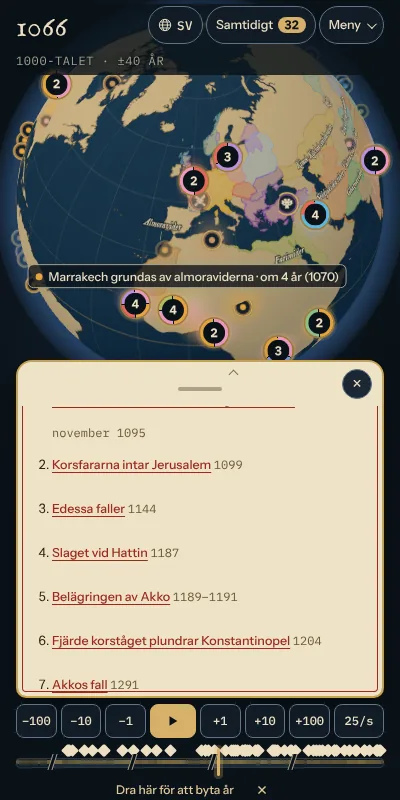 1066
SV
Samtidigt 32
Meny
1000-TALET · ±40 ÅR
2
3
2
2
4
Almoravider
Marrakech grundas av almoraviderna · om 4 år (1070)
4
4
2
2
3
november 1095
2. Korsfararna intar Jerusalem 1099
3. Edessa faller 1144
4. Slaget vid Hattin 1187
5. Belägringen av Akko 1189–1191
6. Fjärde korståget plundrar Konstantinopel 1204
7. Akkos fall 1291
−100
−10
−1
+1
+10
+100
25/s
Dra här för att byta år